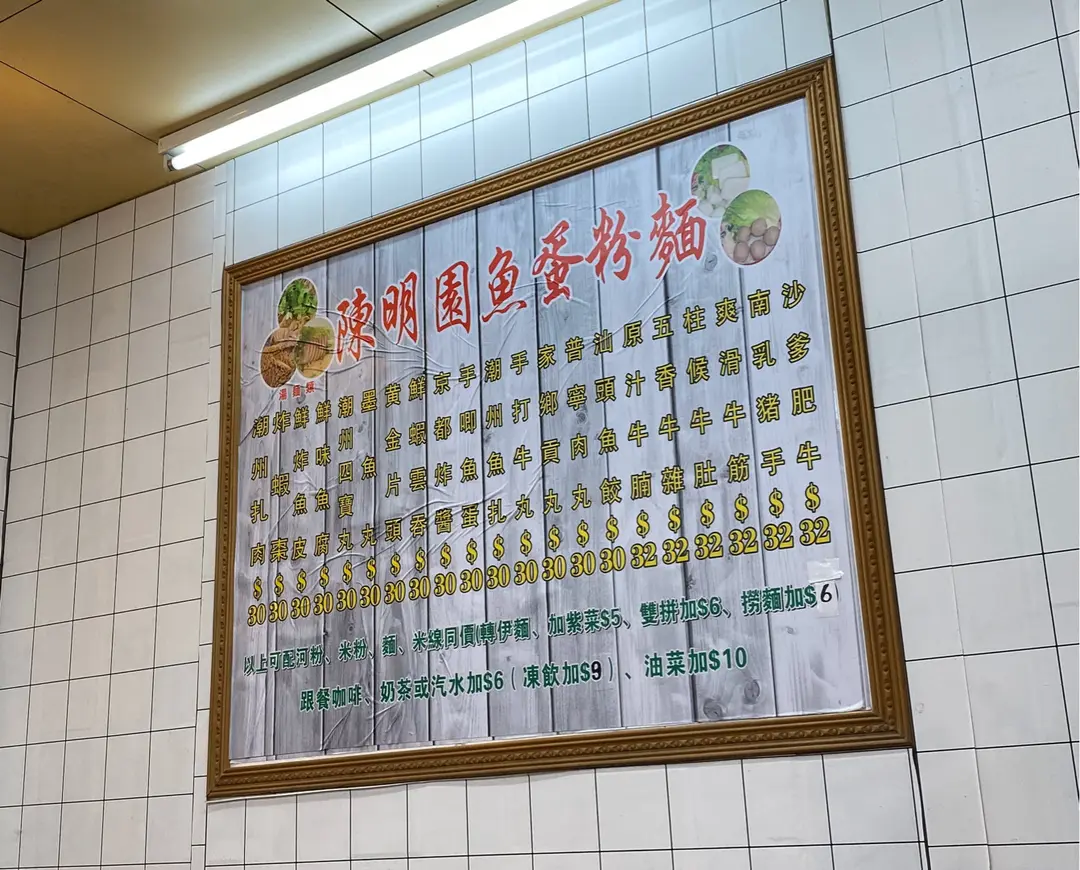 陳明園魚蛋粉麵
湯麵類
沙爹肥牛 $32
南乳豬手 $32
爽滑牛筋 $32
柱候牛肚 $32
五香牛雜 $32
原汁牛腩 $32
汕頭魚餃 $30
普寧肉丸 $30
家鄉貢丸 $30
手打牛丸 $30
潮州魚扎 $30
手唧魚蛋 $30
京都炸醬 $30
鮮蝦雲吞 $30
黄金片頭 $30
墨魚丸 $30
潮州四寶丸 $30
鮮味魚腐 $30
鮮炸魚皮 $30
炸蝦棗 $30
潮州扎肉 $30
以上可配河粉、米粉、麵、米線同價(轉伊麵、加紫菜$5、雙拼加$6、撈麵加$6
跟餐咖啡、奶茶或汽水加$6(凍飲加$9)、油菜加$10